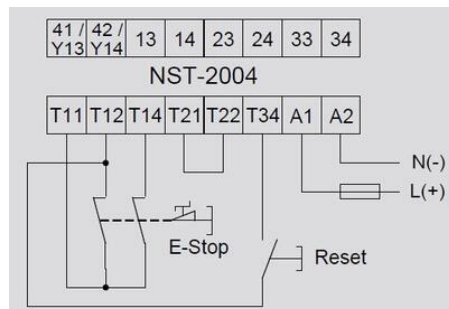 41 / 42 / 13 14 23 24 33 34
Y13 Y14
NST-2004
T11 T12 T14 T21 T22 T34 A1 A2
N(-)
L(+)
E-Stop
Reset